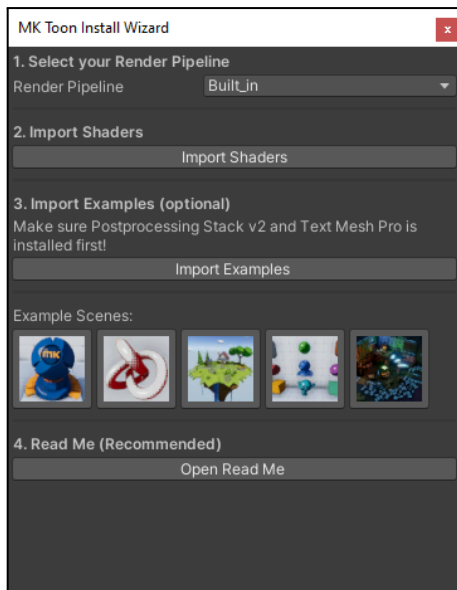 MK Toon Install Wizard
x
1. Select your Render Pipeline
Render Pipeline Built_in
2. Import Shaders
Import Shaders
3. Import Examples (optional)
Make sure Postprocessing Stack v2 and Text Mesh Pro is
installed first!
Import Examples
Example Scenes:
MK
4. Read Me (Recommended)
Open Read Me